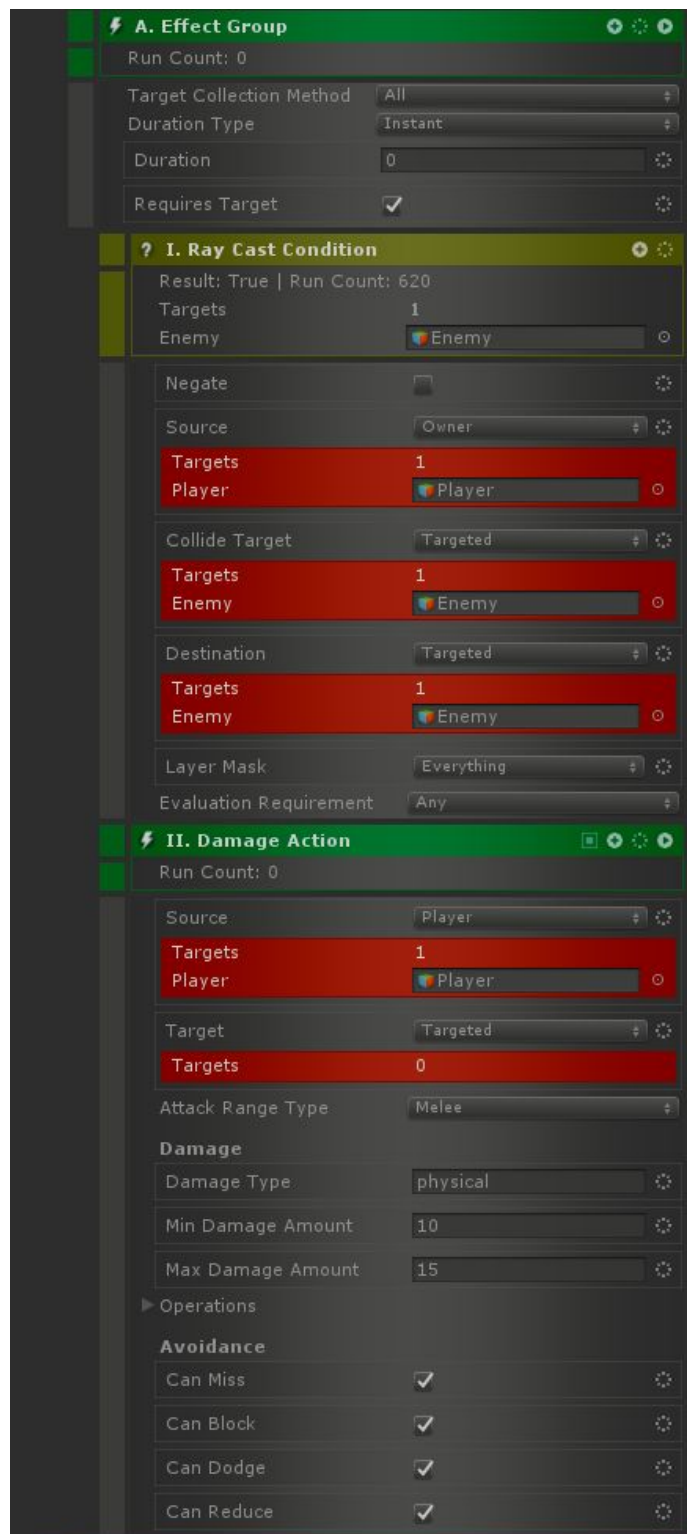 A. Effect Group
Run Count: 0
Target Collection Method All
Duration Type Instant
Duration 0
Requires Target
? I. Ray Cast Condition
Result: True | Run Count: 620
Targets 1
Enemy Enemy
Negate
Source Owner
Targets 1
Player Player
Collide Target Targeted
Targets 1
Enemy Enemy
Destination Targeted
Targets 1
Enemy Enemy
Layer Mask Everything
Evaluation Requirement Any
II. Damage Action
Run Count: 0
Source Player
Targets 1
Player Player
Target Targeted
Targets 0
Attack Range Type Melee
Damage
Damage Type physical
Min Damage Amount 10
Max Damage Amount 15
Operations
Avoidance
Can Miss
Can Block
Can Dodge
Can Reduce